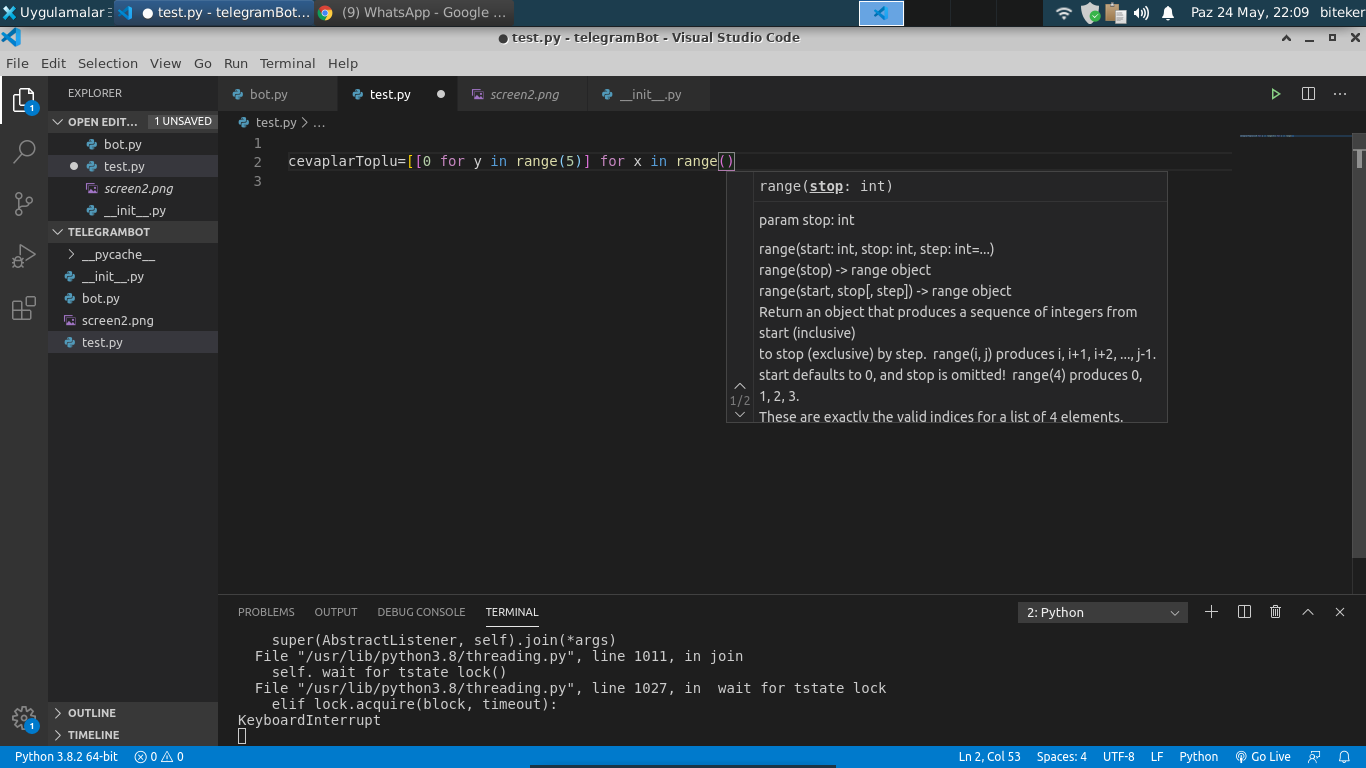 Uygulamalar
test.py - telegramBot...
(9) WhatsApp - Google ...
Paz 24 May, 22:09
biteker
● test.py - telegramBot - Visual Studio Code
File Edit Selection View Go Run Terminal Help
EXPLORER
bot.py
test.py
screen2.png
__init__.py
OPEN EDIT... 1 UNSAVED
bot.py
test.py
screen2.png
__init__.py
TELEGRAMBOT
__pycache__
__init__.py
bot.py
screen2.png
test.py
OUTLINE
TIMELINE
1
1
test.py > ...
1
2 cevaplarToplu=[[0 for y in range(5)] for x in range()
3
range(stop: int)
param stop: int
range(start: int, stop: int, step: int=...)
range(stop) -> range object
range(start, stop[, step]) -> range object
Return an object that produces a sequence of integers from
start (inclusive)
to stop (exclusive) by step.  range(i, j) produces i, i+1, i+2, ..., j-1.
start defaults to 0, and stop is omitted!  range(4) produces 0,
1, 2, 3.
These are exactly the valid indices for a list of 4 elements.
1/2
PROBLEMS OUTPUT DEBUG CONSOLE TERMINAL
2: Python
super(AbstractListener, self).join(*args)
File "/usr/lib/python3.8/threading.py", line 1011, in join
self. wait for tstate lock()
File "/usr/lib/python3.8/threading.py", line 1027, in  wait for tstate lock
elif lock.acquire(block, timeout):
KeyboardInterrupt
Python 3.8.2 64-bit 0 0
Ln 2, Col 53 Spaces: 4 UTF-8 LF Python Go Live